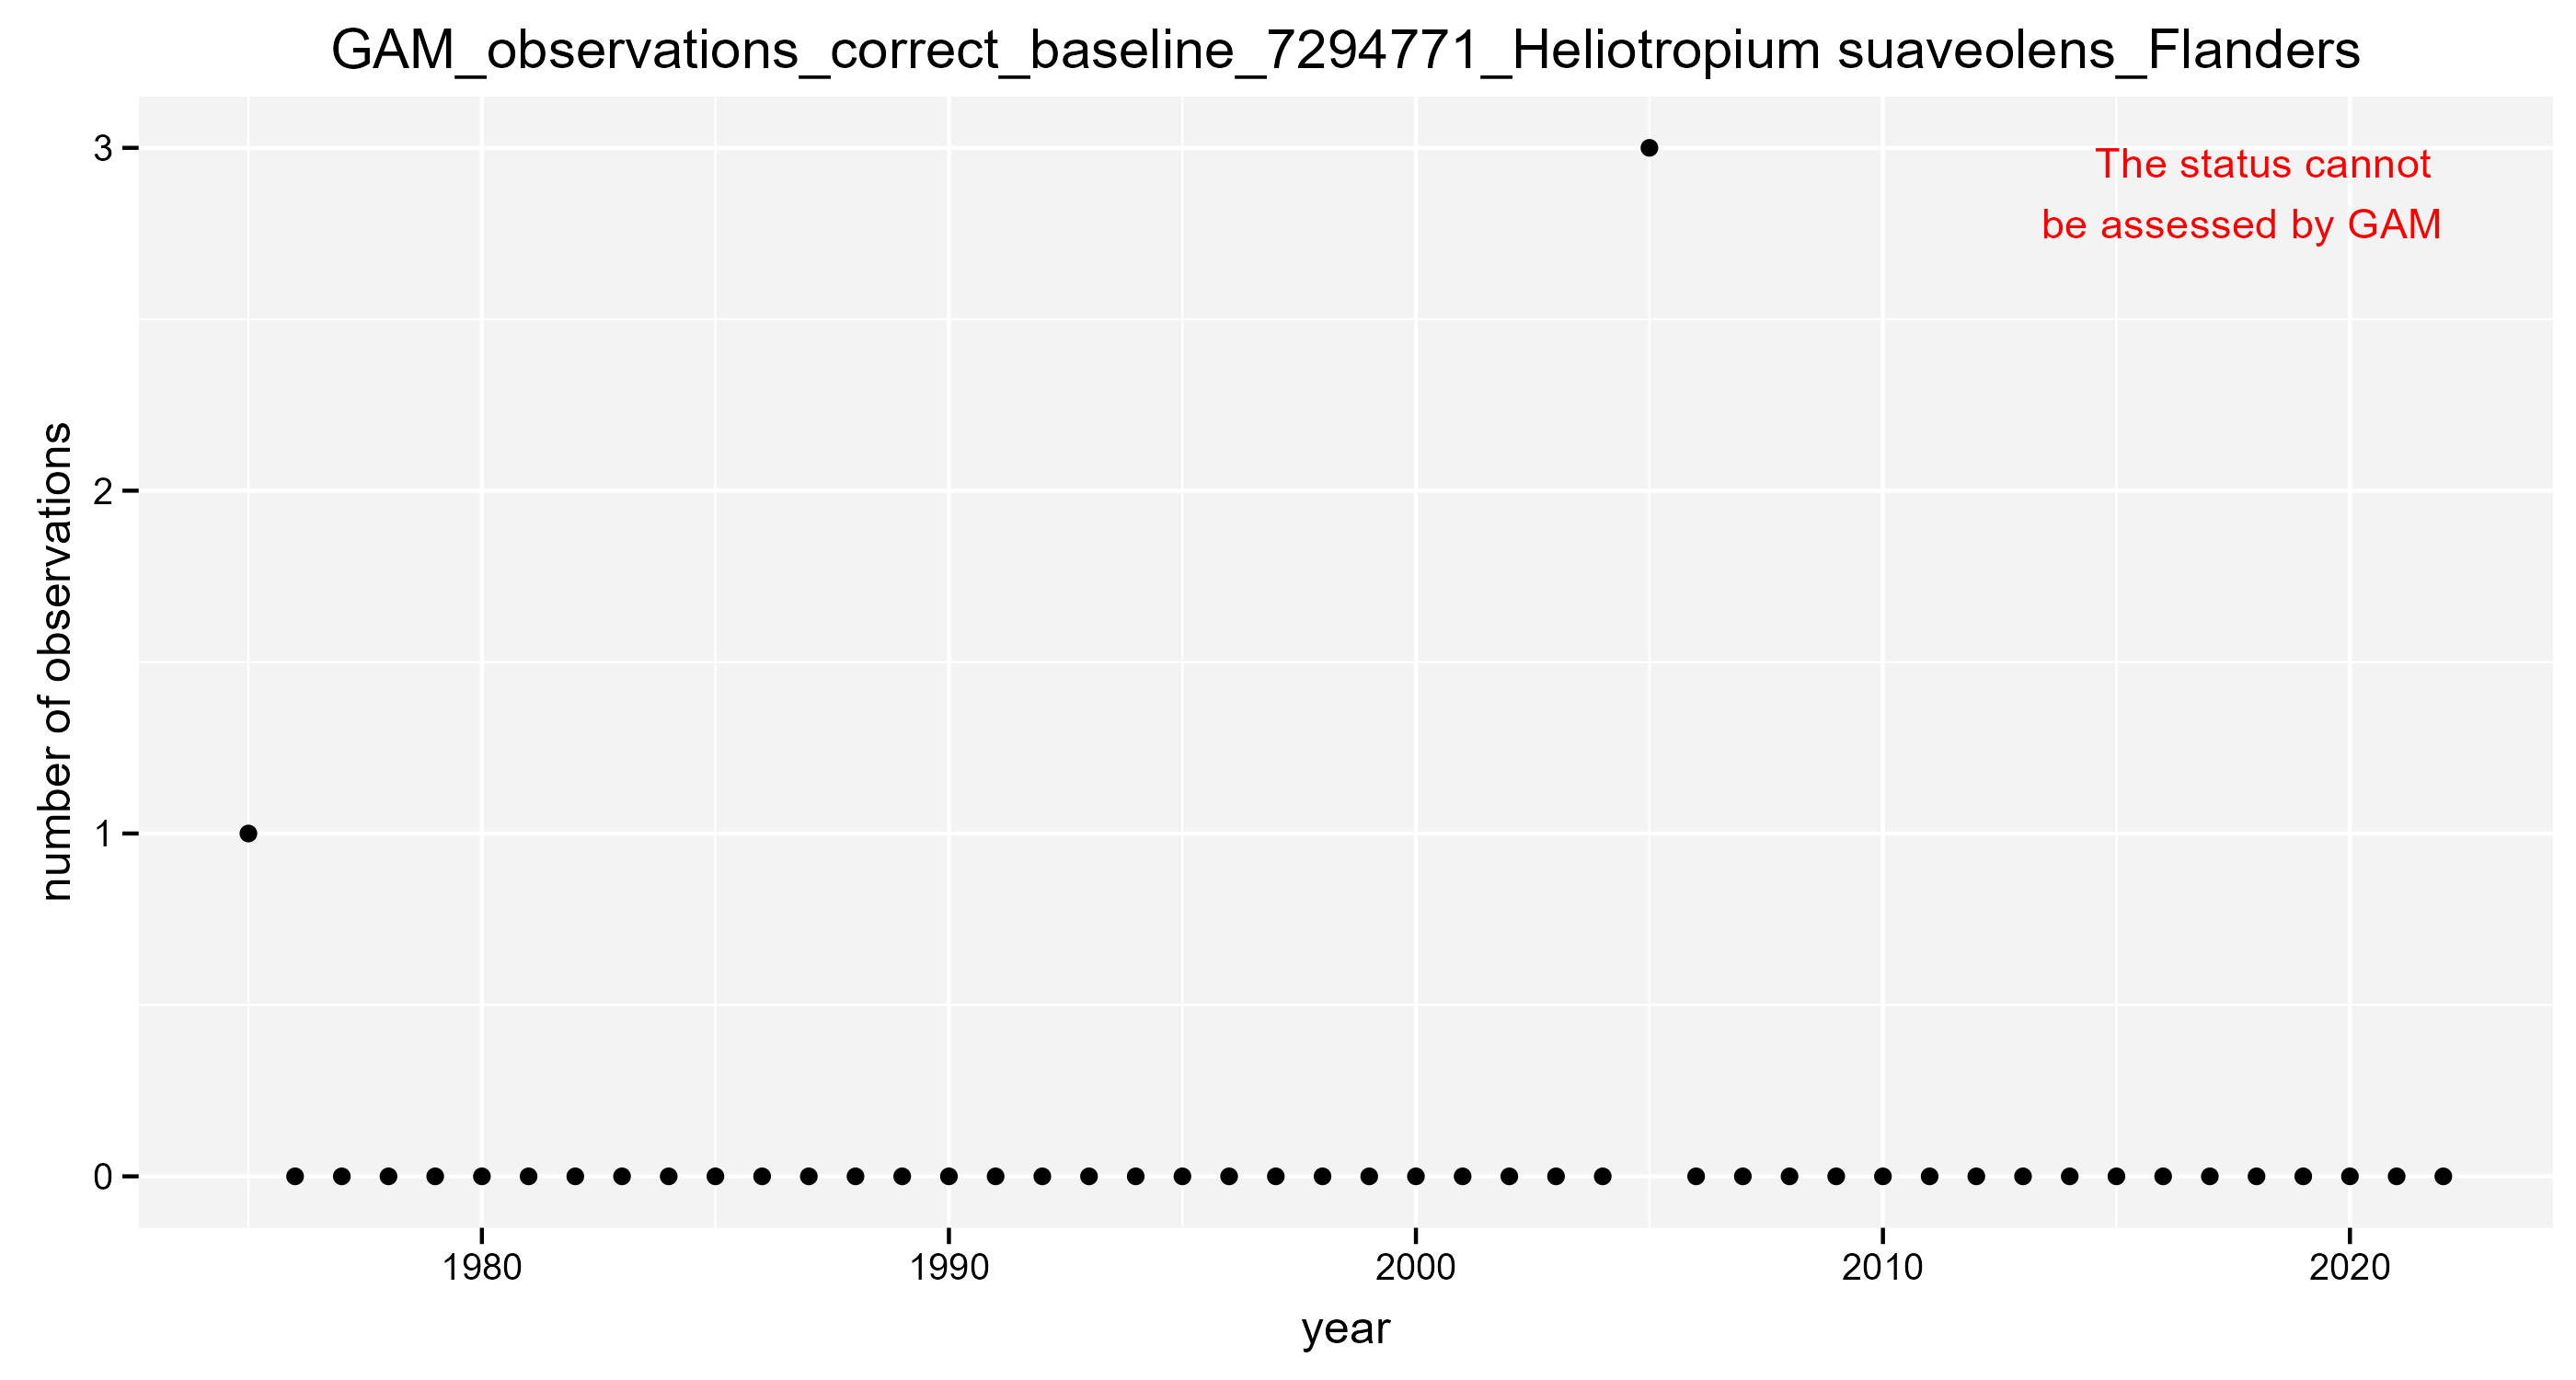 GAM_observations_correct_baseline_7294771_Heliotropium suaveolens_Flanders
The status cannot
be assessed by GAM
number of observations
3
2
1
0
1980 1990 2000 2010 2020
year